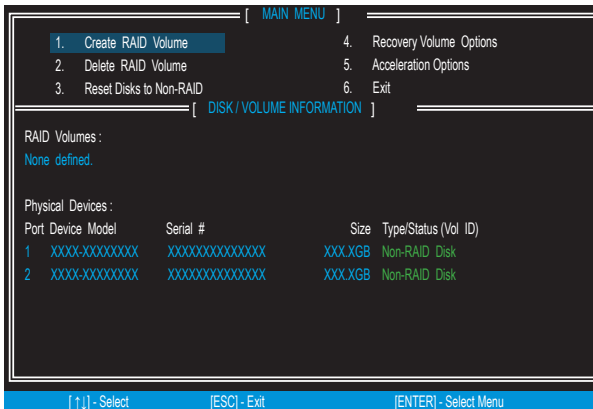 [ MAIN MENU ]
1. Create RAID Volume
2. Delete RAID Volume
3. Reset Disks to Non-RAID
4. Recovery Volume Options
5. Acceleration Options
6. Exit
[ DISK / VOLUME INFORMATION ]
RAID Volumes :
None defined.
Physical Devices :
Port Device Model Serial # Size Type/Status (Vol ID)
1 XXXX-XXXXXXXX XXXXXXXXXXXXXX XXX.XGB Non-RAID Disk
2 XXXX-XXXXXXXX XXXXXXXXXXXXXX XXX.XGB Non-RAID Disk
[ ↑↓] - Select [ESC] - Exit [ENTER] - Select Menu